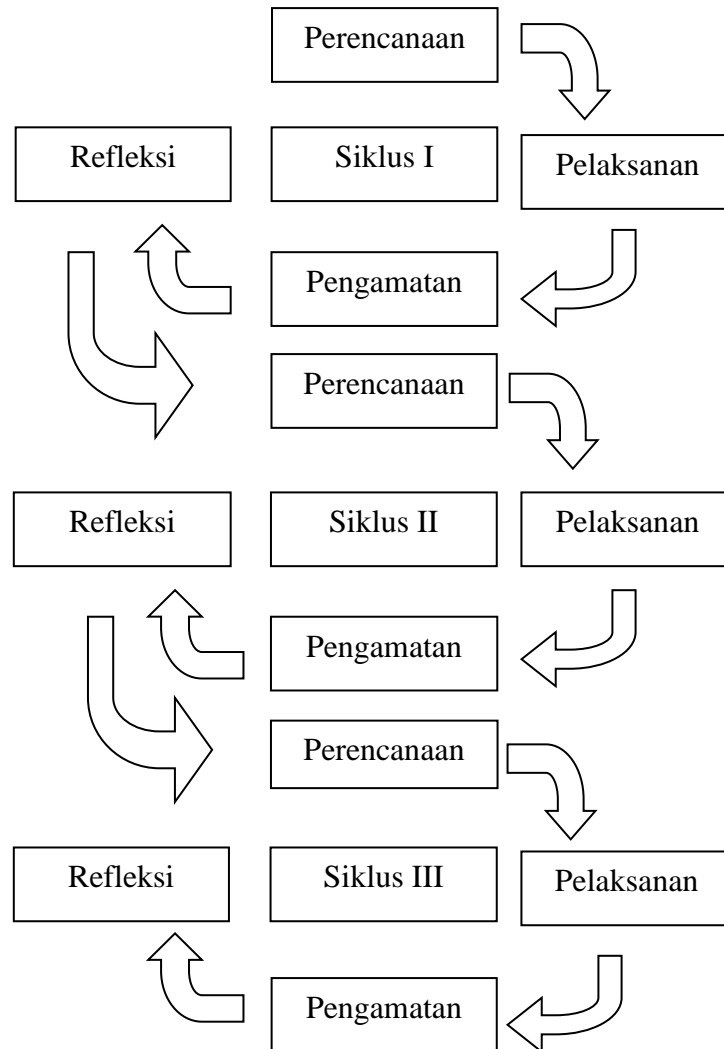 Perencanaan
Refleksi
Siklus I
Pelaksanan
Pengamatan
Perencanaan
Refleksi
Siklus II
Pelaksanan
Pengamatan
Perencanaan
Refleksi
Siklus III
Pelaksanan
Pengamatan